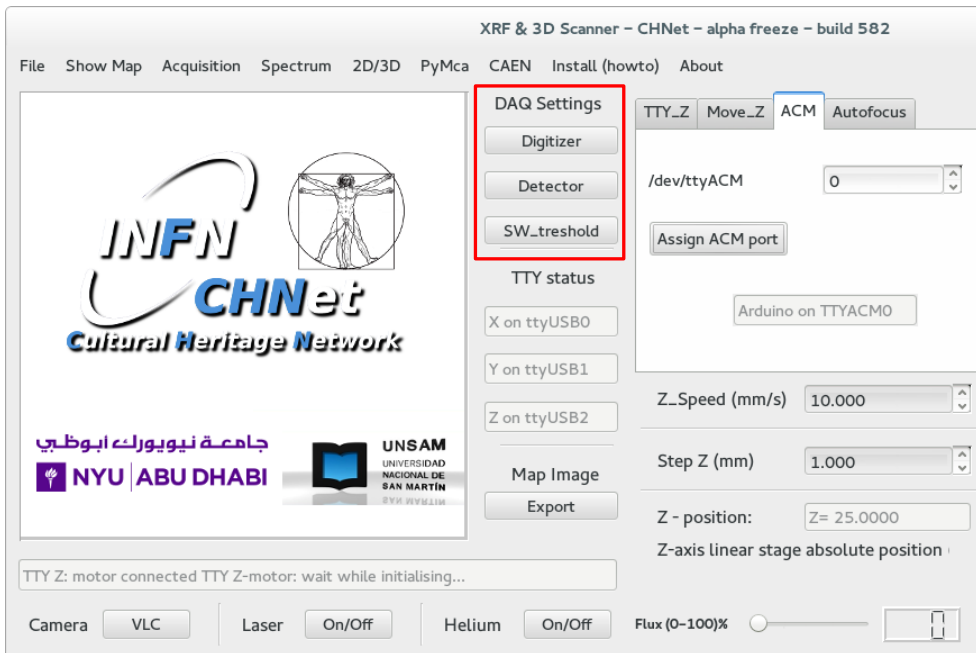 XRF & 3D Scanner – CHNet – alpha freeze – build 582
File Show Map Acquisition Spectrum 2D/3D PyMca CAEN Install (howto) About
INFN
CHNet
Cultural Heritage Network
جامعة نيويورك أبوظبي
NYU ABU DHABI
UNSAM
UNIVERSIDAD
NACIONAL DE
SAN MARTÍN
DAQ Settings
Digitizer
Detector
SW_treshold
TTY status
X on ttyUSB0
Y on ttyUSB1
Z on ttyUSB2
Map Image
Export
TTY_Z Move_Z ACM Autofocus
/dev/ttyACM 0
Assign ACM port
Arduino on TTYACM0
Z_Speed (mm/s) 10.000
Step Z (mm) 1.000
Z - position: Z= 25.0000
Z-axis linear stage absolute position
TTY Z: motor connected TTY Z-motor: wait while initialising...
Camera VLC Laser On/Off Helium On/Off Flux (0-100)% 0